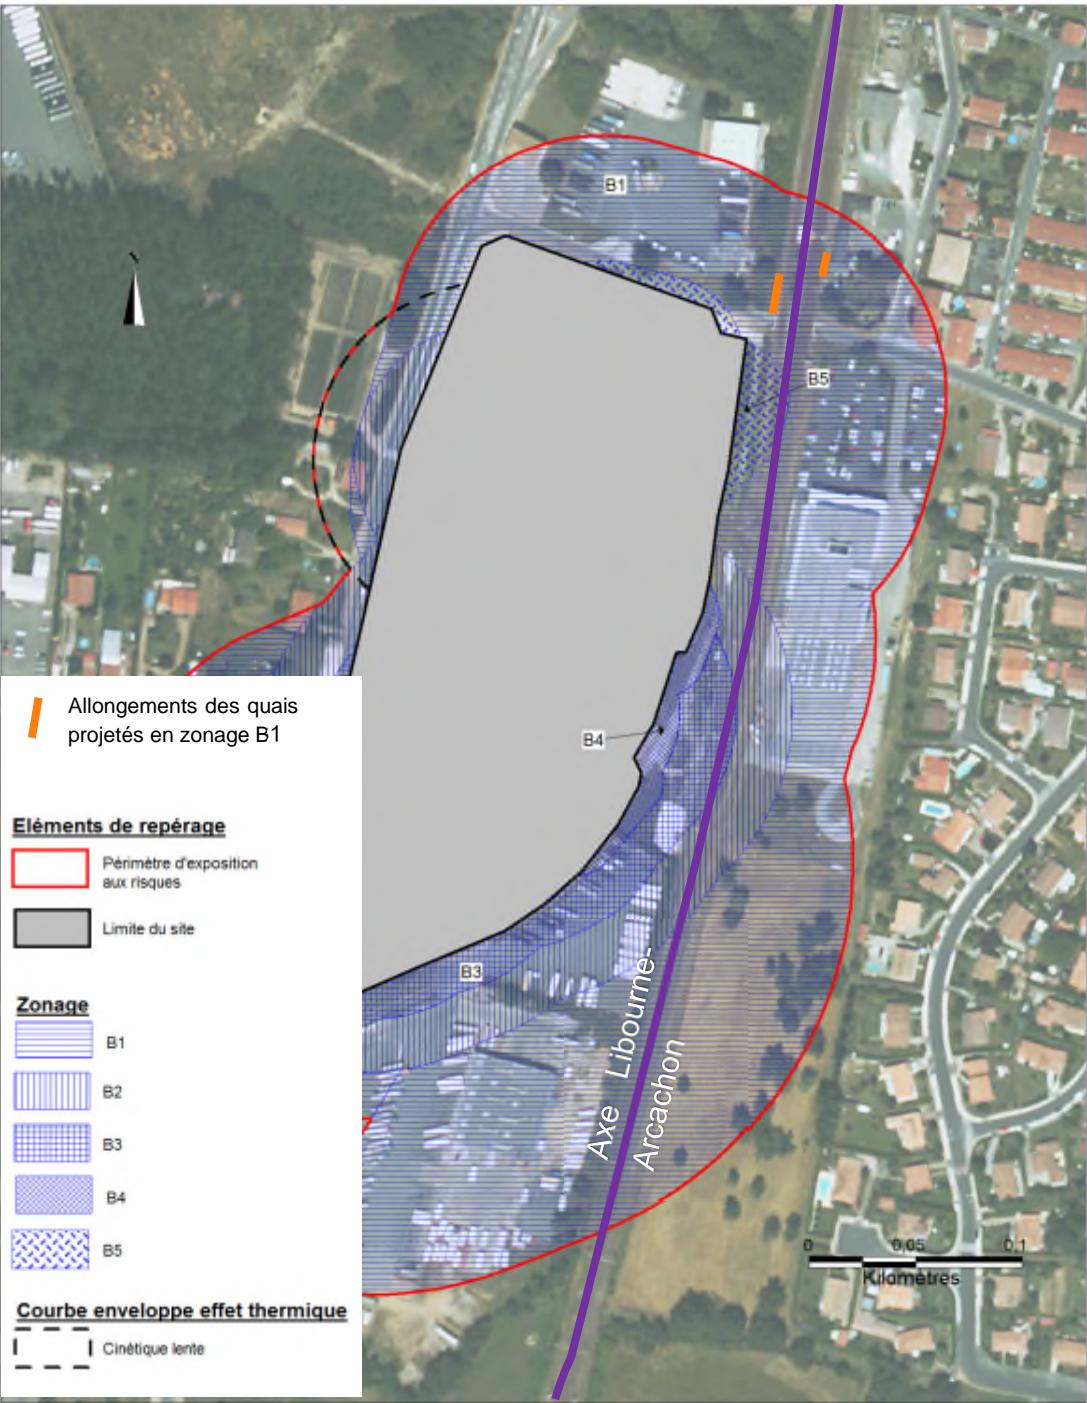 B1
B5
B4
B3
Axe Libourne-
Arcachon
0 0,05 0,1
Kilomètres
Allongements des quais
projetés en zonage B1
Eléments de repérage
Périmètre d'exposition
aux risques
Limite du site
Zonage
B1
B2
B3
B4
B5
Courbe enveloppe effet thermique
Cinètique lente